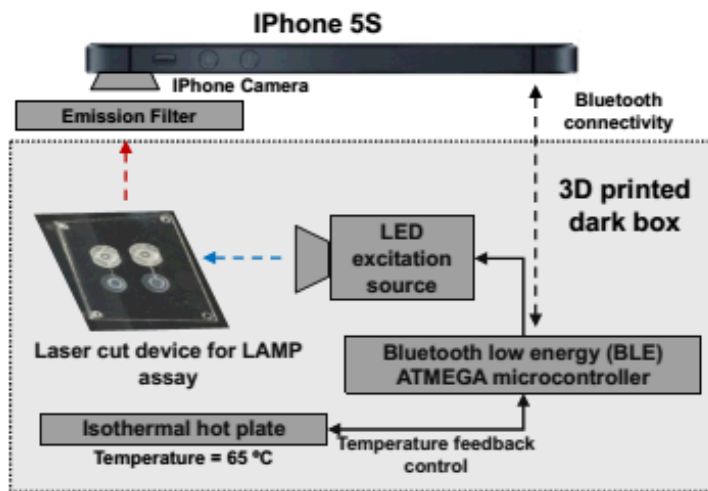 IPhone 5S
IPhone Camera
Emission Filter
Bluetooth
connectivity
3D printed
dark box
LED
excitation
source
Laser cut device for LAMP
assay
Bluetooth low energy (BLE)
ATMEGA microcontroller
Isothermal hot plate
Temperature = 65 ºC
Temperature feedback
control